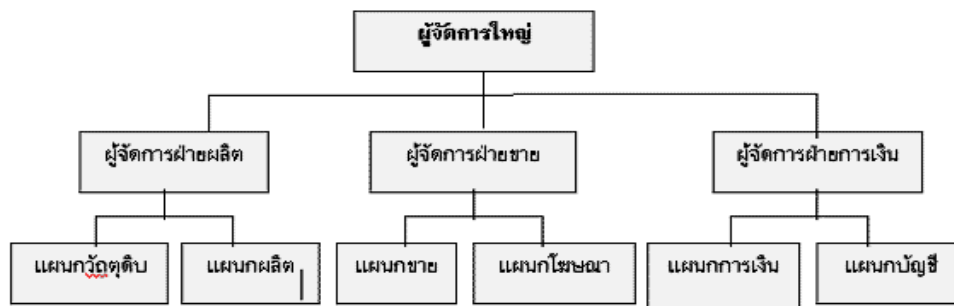 ผู้จัดการใหญ่
ผู้จัดการฝ่ายผลิต
ผู้จัดการฝ่ายขาย
ผู้จัดการฝ่ายการเงิน
แผนกวัถตุดิบ
แผนกผลิต
แผนกขาย
แผนกโฆษณา
แผนกการเงิน
แผนกบัญชี